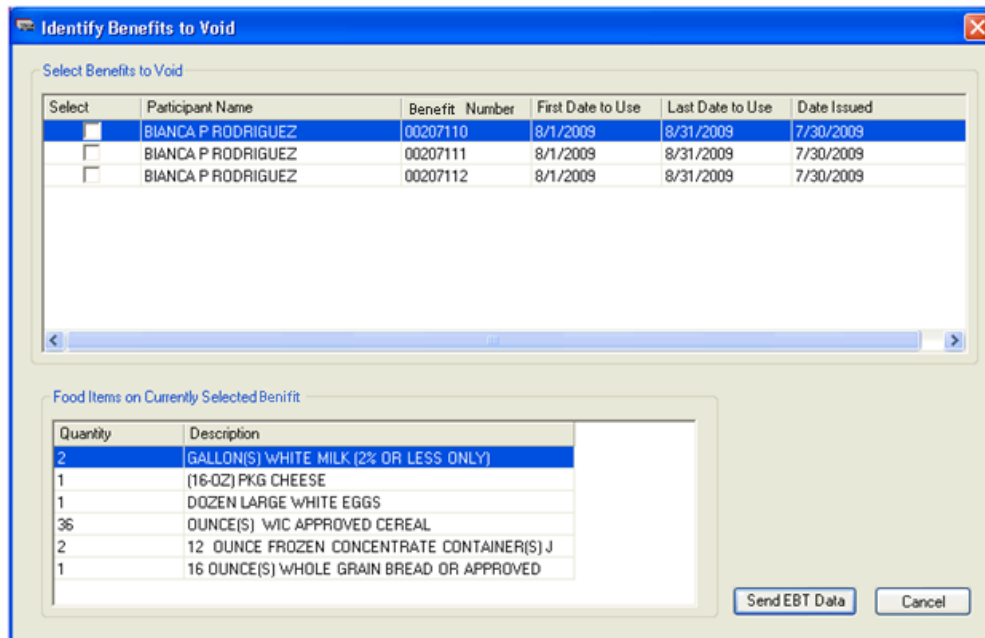 Identify Benefits to Void
Select Benefits to Void
Select Participant Name Benefit Number First Date to Use Last Date to Use Date Issued
BIANCA P RODRIGUEZ 00207110 8/1/2009 8/31/2009 7/30/2009
BIANCA P RODRIGUEZ 00207111 8/1/2009 8/31/2009 7/30/2009
BIANCA P RODRIGUEZ 00207112 8/1/2009 8/31/2009 7/30/2009
Food Items on Currently Selected Benifit
Quantity Description
2 GALLON(S) WHITE MILK (2% OR LESS ONLY)
1 (16-OZ) PKG CHEESE
1 DOZEN LARGE WHITE EGGS
36 OUNCE(S) WIC APPROVED CEREAL
2 12 OUNCE FROZEN CONCENTRATE CONTAINER(S) J
1 16 OUNCE(S) WHOLE GRAIN BREAD OR APPROVED
Send EBT Data Cancel